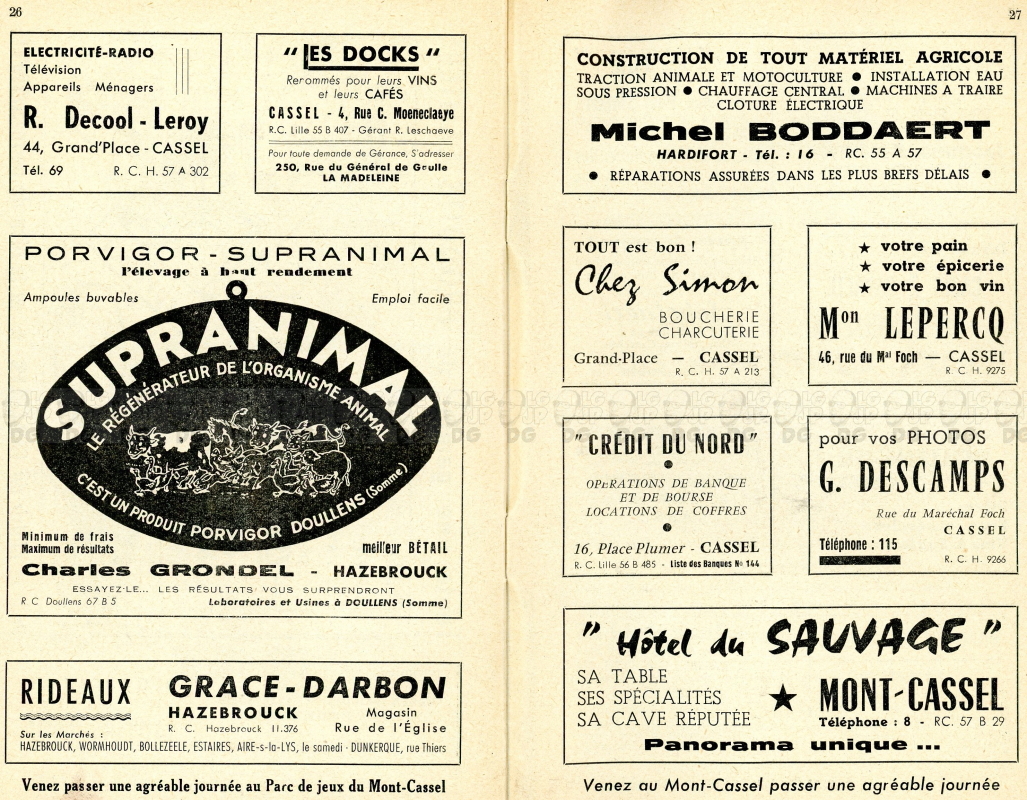 26
ELECTRICITÉ-RADIO
Télévision
Appareils Ménagers
R. Decool - Leroy
44, Grand'Place - CASSEL
Tél. 69 R. C. H. 57 A 302
" LES DOCKS "
Renommés pour leurs VINS
et leurs CAFÉS
CASSEL - 4, Rue C. Moeneclaeye
R.C. Lille 55 B 407 - Gérant R. Leschaeve
Pour toute demande de Gérance, S'adresser
250, Rue du Général de Gaulle
LA MADELEINE
PORVIGOR - SUPRANIMAL
l'élevage à haut rendement
Ampoules buvables Emploi facile
SUPRANIMAL
LE RÉGÉNÉRATEUR DE L'ORGANISME ANIMAL
C'EST UN PRODUIT PORVIGOR DOULLENS (Somme)
Minimum de frais
Maximum de résultats meilleur BÉTAIL
Charles GRONDEL - HAZEBROUCK
ESSAYEZ-LE... LES RÉSULTATS VOUS SURPRENDRONT
R C Doullens 67 B 5 Laboratoires et Usines à DOULLENS (Somme)
RIDEAUX GRACE-DARBON
HAZEBROUCK Magasin
R. C. Hazebrouck 11.376 Rue de l'Église
Sur les Marchés :
HAZEBROUCK, WORMHOUDT, BOLLEZEELE, ESTAIRES, AIRE-s-la-LYS, le samedi - DUNKERQUE, rue Thiers
Venez passer une agréable journée au Parc de jeux du Mont-Cassel
27
CONSTRUCTION DE TOUT MATÉRIEL AGRICOLE
TRACTION ANIMALE ET MOTOCULTURE ● INSTALLATION EAU
SOUS PRESSION ● CHAUFFAGE CENTRAL ● MACHINES A TRAIRE
CLOTURE ÉLECTRIQUE
Michel BODDAERT
HARDIFORT - Tél. : 16 - RC. 55 A 57
● RÉPARATIONS ASSURÉES DANS LES PLUS BREFS DÉLAIS ●
TOUT est bon !
Chez Simon
BOUCHERIE
CHARCUTERIE
Grand-Place — CASSEL
R. C. H. 57 A 213
★ votre pain
★ votre épicerie
★ votre bon vin
Mon LEPERCQ
46, rue du Mal Foch — CASSEL
R. C H. 9275
" CRÉDIT DU NORD "
OPERATIONS DE BANQUE
ET DE BOURSE
LOCATIONS DE COFFRES
16, Place Plumer - CASSEL
R. C. Lille 56 B 485 - Liste des Banques No 144
pour vos PHOTOS
G. DESCAMPS
Rue du Maréchal Foch
CASSEL
Téléphone : 115
R. C. H. 9266
" Hôtel du SAUVAGE "
SA TABLE
SES SPÉCIALITÉS
SA CAVE RÉPUTÉE
★ MONT-CASSEL
Téléphone : 8 - RC. 57 B 29
Panorama unique ...
Venez au Mont-Cassel passer une agréable journée